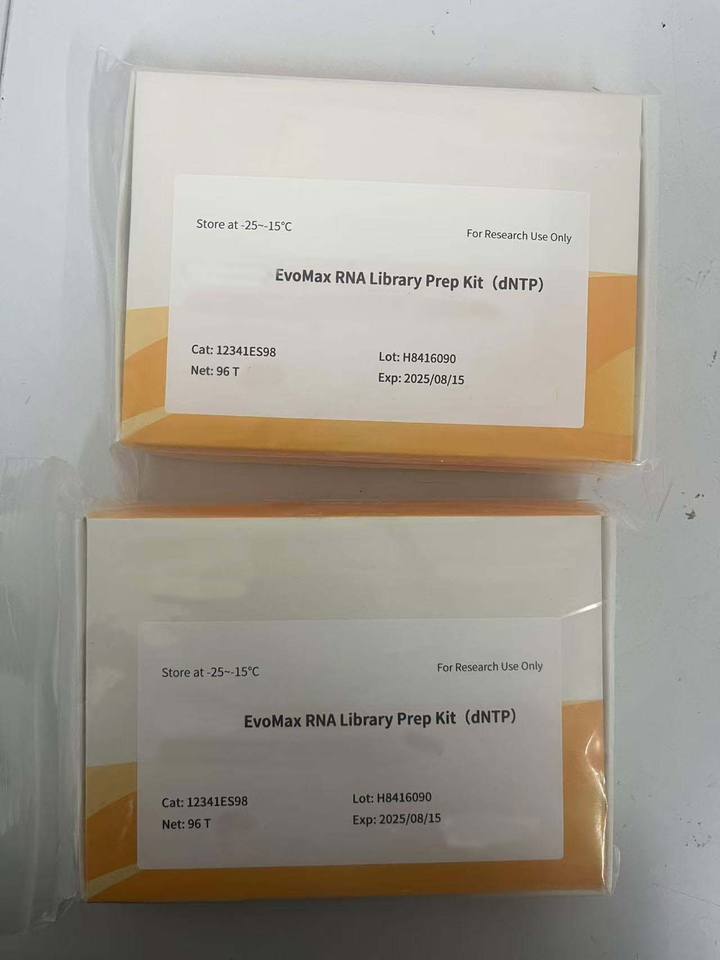 Store at -25~-15°C
For Research Use Only
EvoMax RNA Library Prep Kit（dNTP）
Cat: 12341ES98
Lot: H8416090
Net: 96 T
Exp: 2025/08/15
Store at -25~-15°C
For Research Use Only
EvoMax RNA Library Prep Kit（dNTP）
Cat: 12341ES98
Lot: H8416090
Net: 96 T
Exp: 2025/08/15